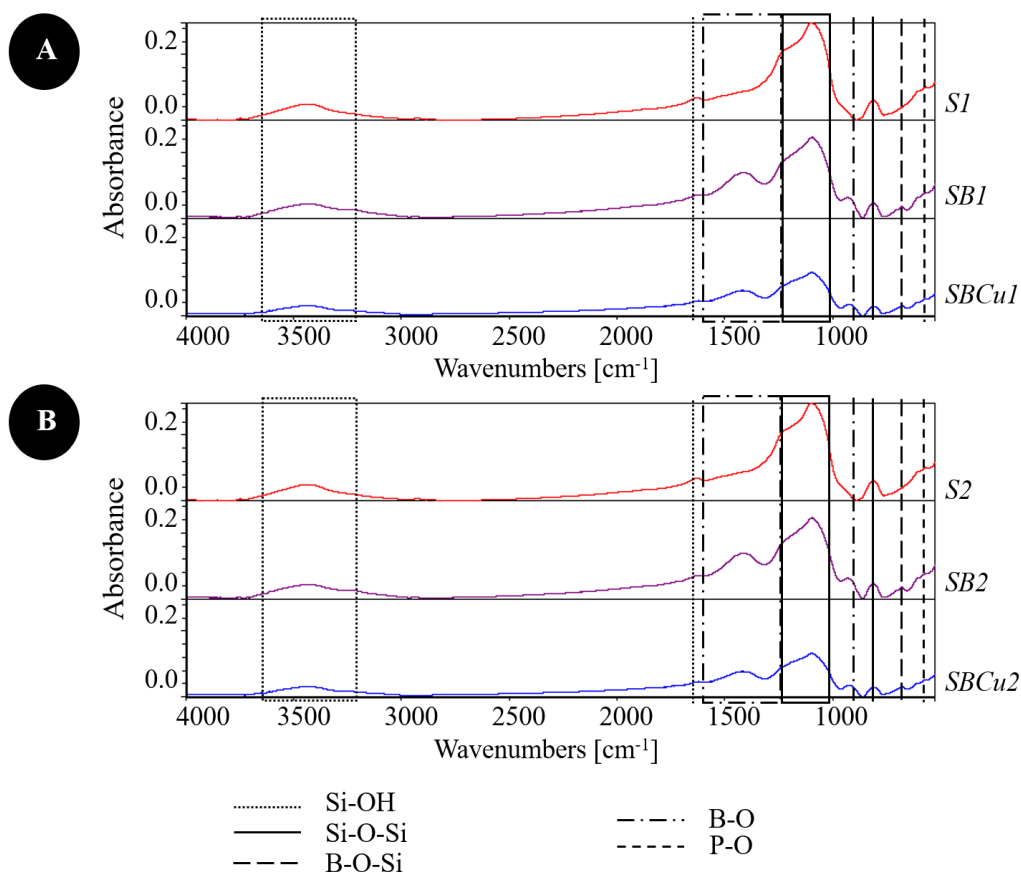 A
Absorbance
0.2
0.0
S1
0.2
0.0
SB1
0.2
0.0
SBCu1
4000 3500 3000 2500 2000 1500 1000
Wavenumbers [cm-1]
B
Absorbance
0.2
0.0
S2
0.2
0.0
SB2
0.2
0.0
SBCu2
4000 3500 3000 2500 2000 1500 1000
Wavenumbers [cm-1]
Si-OH
Si-O-Si
B-O-Si
B-O
P-O